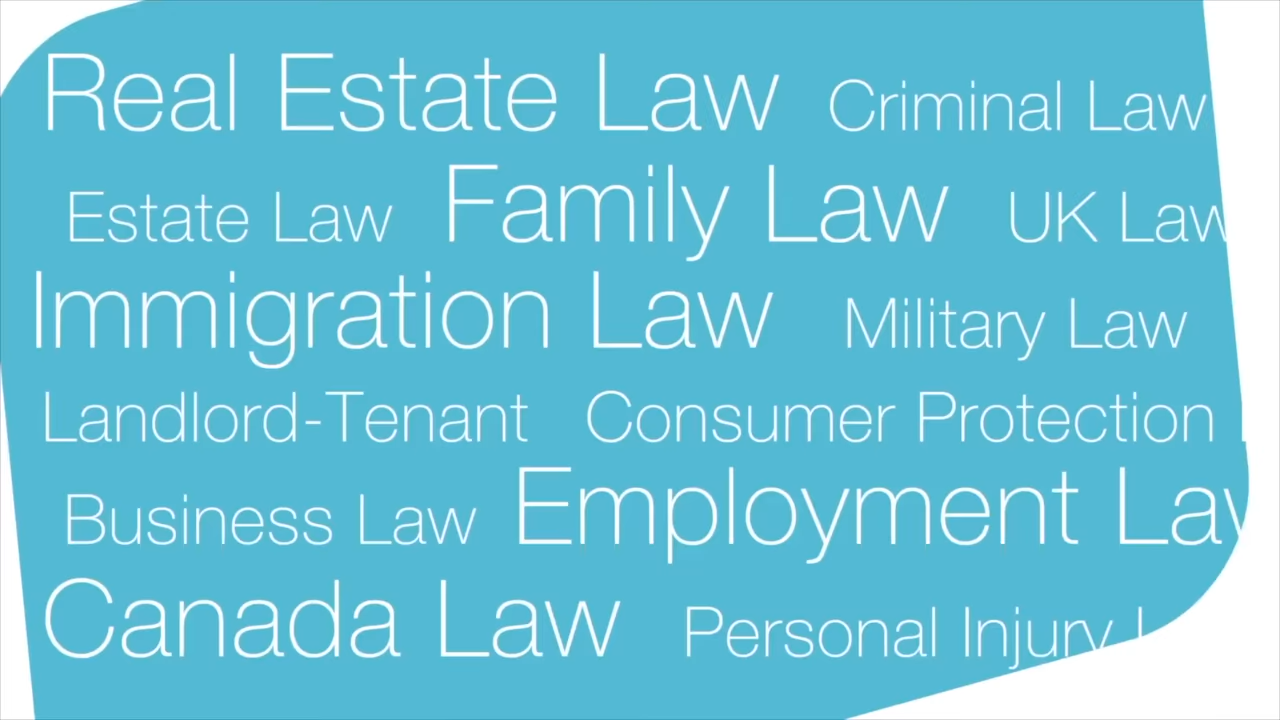 Real Estate Law Criminal Law
Estate Law Family Law UK Law
Immigration Law Military Law
Landlord-Tenant Consumer Protection
Business Law Employment Law
Canada Law Personal Injury